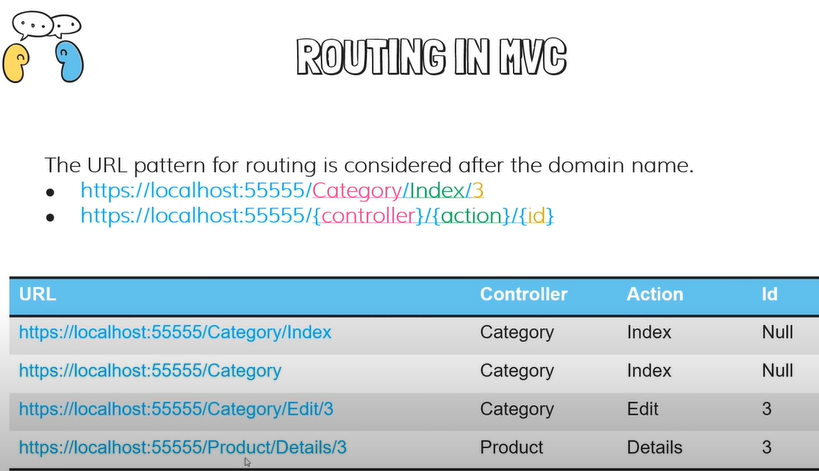 ROUTING IN MVC
The URL pattern for routing is considered after the domain name.
● https://localhost:55555/Category/Index/3
● https://localhost:55555/{controller}/{action}/{id}
URL Controller Action Id
https://localhost:55555/Category/Index Category Index Null
https://localhost:55555/Category Category Index Null
https://localhost:55555/Category/Edit/3 Category Edit 3
https://localhost:55555/Product/Details/3 Product Details 3